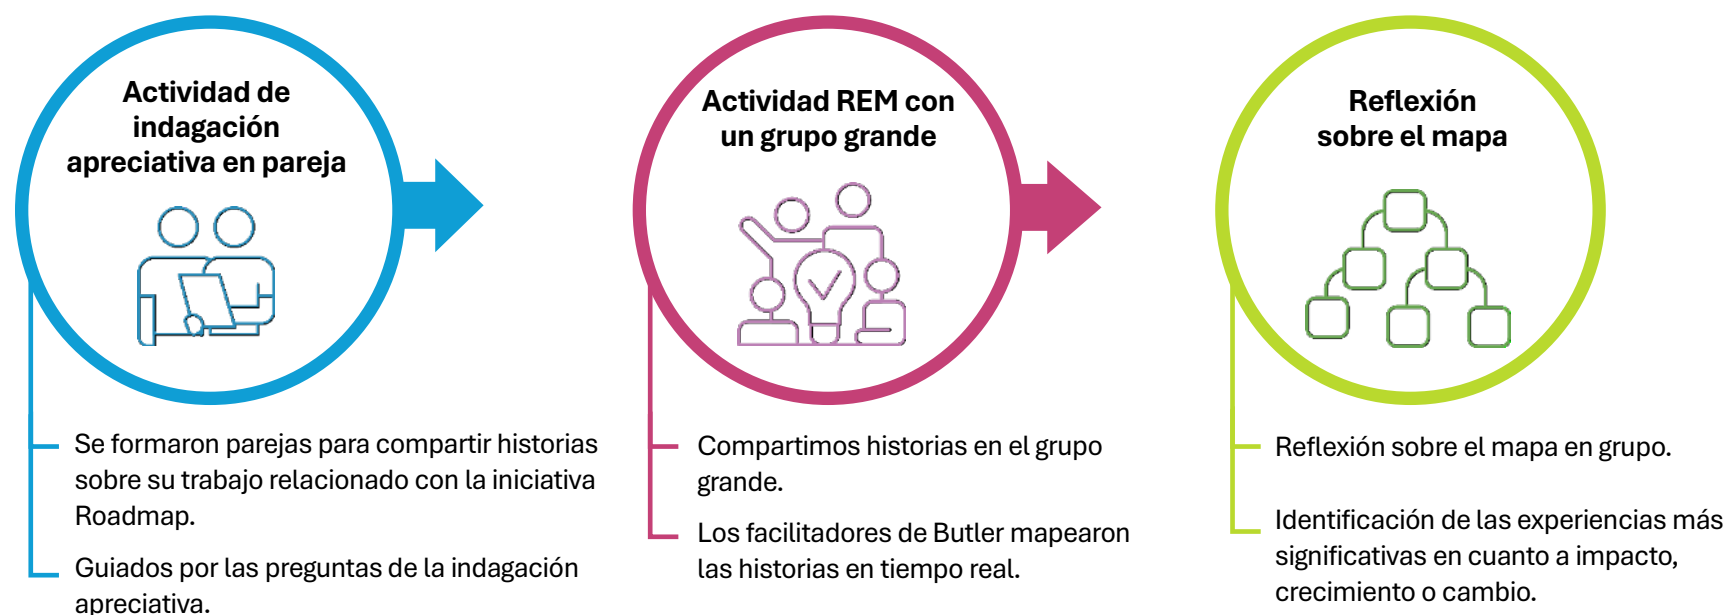 Actividad de
indagación
apreciativa en pareja
Se formaron parejas para compartir historias
sobre su trabajo relacionado con la iniciativa
Roadmap.
Guiados por las preguntas de la indagación
apreciativa.
Actividad REM con
un grupo grande
Compartimos historias en el grupo
grande.
Los facilitadores de Butler mapearon
las historias en tiempo real.
Reflexión
sobre el mapa
Reflexión sobre el mapa en grupo.
Identificación de las experiencias más
significativas en cuanto a impacto,
crecimiento o cambio.